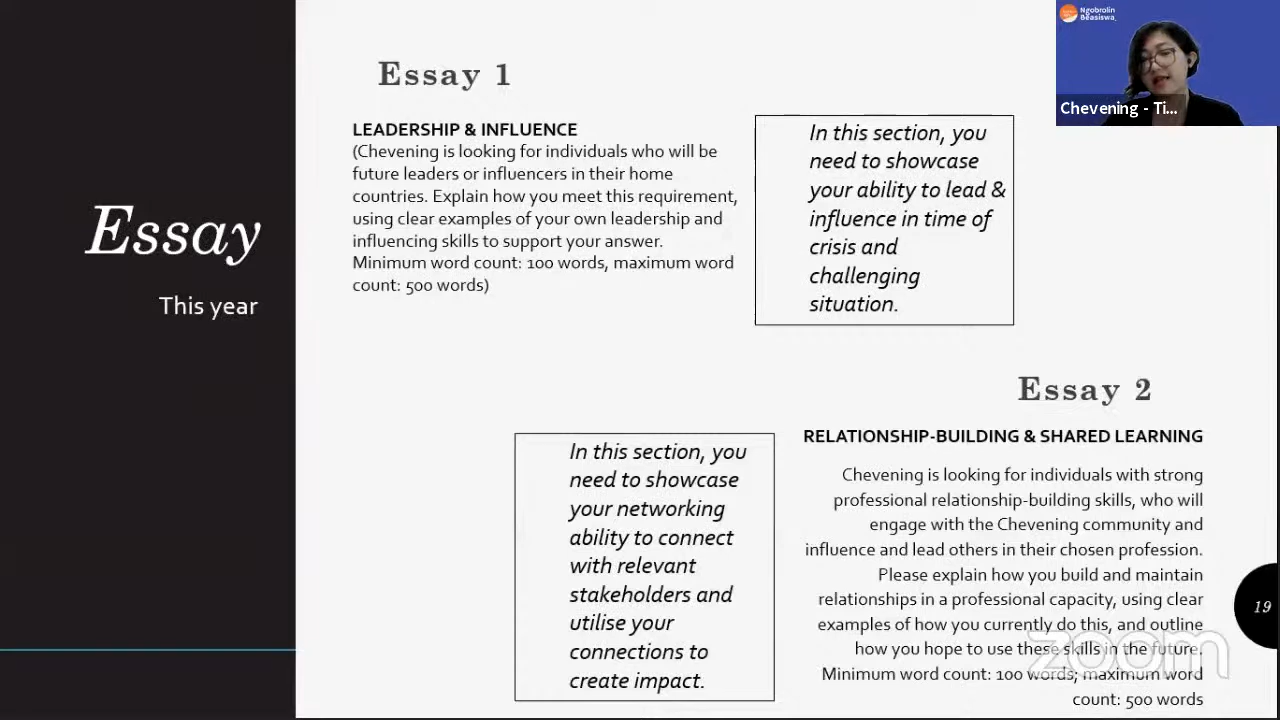 Essay
This year
Essay 1
LEADERSHIP & INFLUENCE
(Chevening is looking for individuals who will be
future leaders or influencers in their home
countries. Explain how you meet this requirement,
using clear examples of your own leadership and
influencing skills to support your answer.
Minimum word count: 100 words, maximum word
count: 500 words)
In this section, you
need to showcase
your ability to lead &
influence in time of
crisis and
challenging
situation.
Ngobrolin
Beasiswa
Chevening - Ti...
Essay 2
RELATIONSHIP-BUILDING & SHARED LEARNING
Chevening is looking for individuals with strong
professional relationship-building skills, who will
engage with the Chevening community and
influence and lead others in their chosen profession.
Please explain how you build and maintain
relationships in a professional capacity, using clear
examples of how you currently do this, and outline
how you hope to use these skills in the future.
Minimum word count: 100 words; maximum word
count: 500 words
In this section, you
need to showcase
your networking
ability to connect
with relevant
stakeholders and
utilise your
connections to
create impact.
19
zoom